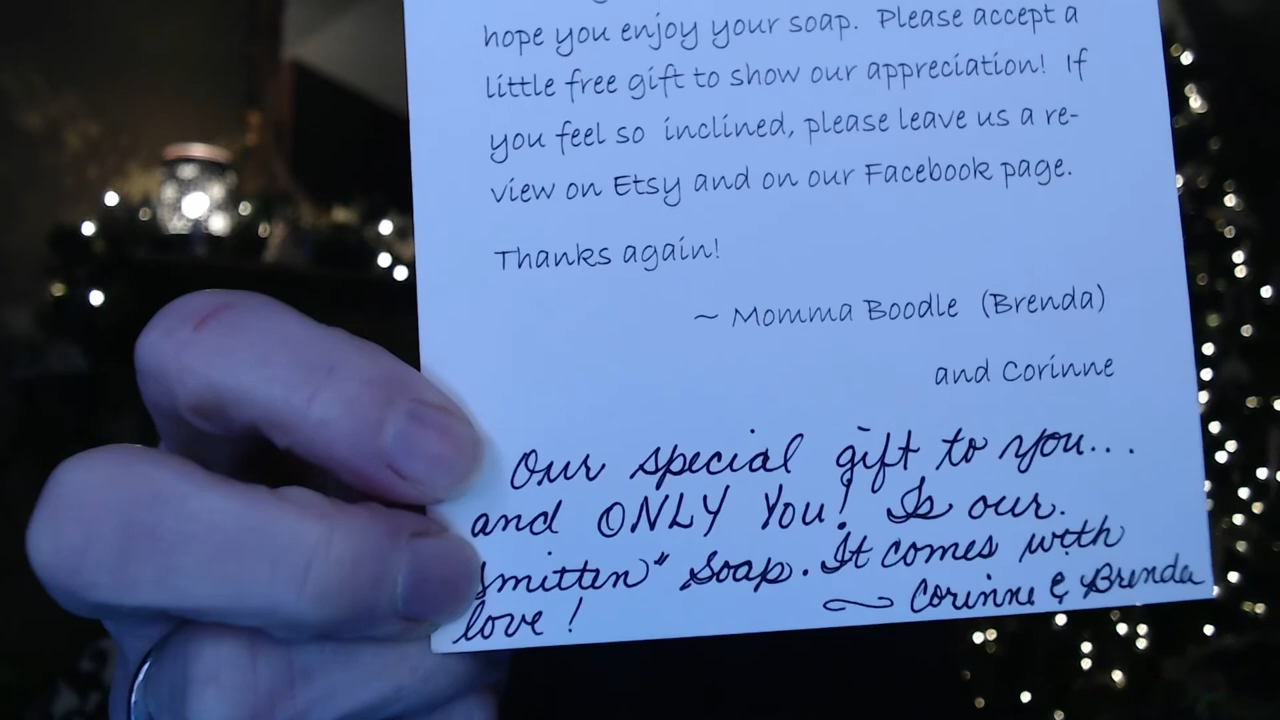 hope you enjoy your soap. Please accept a
little free gift to show our appreciation! If
you feel so inclined, please leave us a re-
view on Etsy and on our Facebook page.
Thanks again!
~ Momma Boodle (Brenda)
and Corinne
Our special gift to you...
and ONLY You! Is our.
Smitten" Soap. It comes with
love!
~ Corinne & Brenda